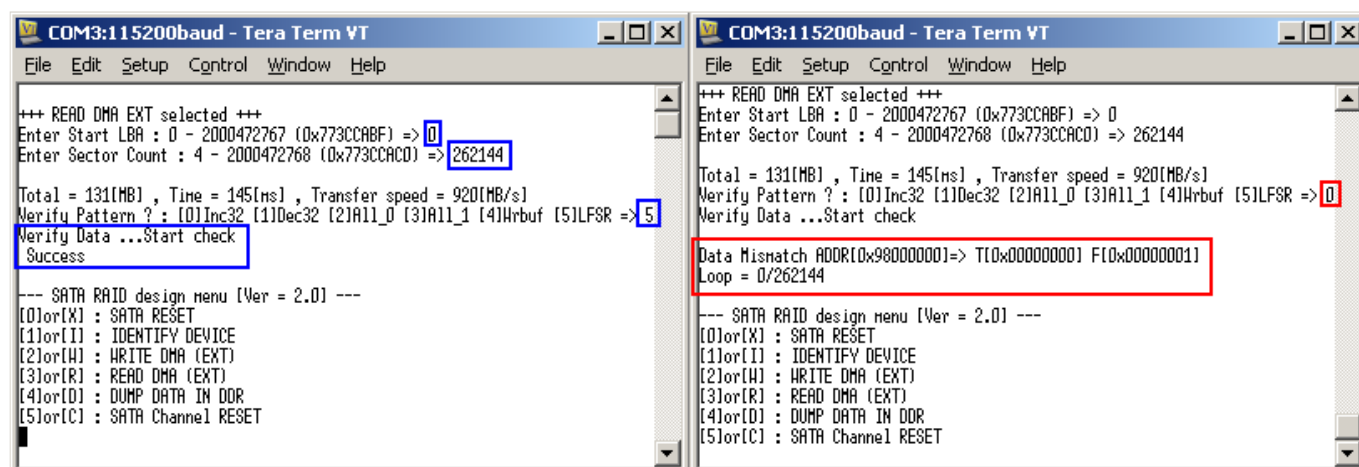 COM3:115200baud - Tera Term VT
File Edit Setup Control Window Help
+++ READ DMA EXT selected +++
Enter Start LBA : 0 - 2000472767 (0x773CCABF) => 0
Enter Sector Count : 4 - 2000472768 (0x773CCAC0) => 262144
Total = 131[MB] , Time = 145[ms] , Transfer speed = 920[MB/s]
Verify Pattern ? : [0]Inc32 [1]Dec32 [2]All_0 [3]All_1 [4]Wrbuf [5]LFSR => 5
Verify Data ...Start check
Success
--- SATA RAID design menu [Ver = 2.0] ---
[0]or[X] : SATA RESET
[1]or[I] : IDENTIFY DEVICE
[2]or[W] : WRITE DMA (EXT)
[3]or[R] : READ DMA (EXT)
[4]or[D] : DUMP DATA IN DDR
[5]or[C] : SATA Channel RESET
COM3:115200baud - Tera Term VT
File Edit Setup Control Window Help
+++ READ DMA EXT selected +++
Enter Start LBA : 0 - 2000472767 (0x773CCABF) => 0
Enter Sector Count : 4 - 2000472768 (0x773CCAC0) => 262144
Total = 131[MB] , Time = 145[ms] , Transfer speed = 920[MB/s]
Verify Pattern ? : [0]Inc32 [1]Dec32 [2]All_0 [3]All_1 [4]Wrbuf [5]LFSR => 0
Verify Data ...Start check
Data Mismatch ADDR[0x98000000]=> T[0x00000000] F[0x00000001]
Loop = 0/262144
--- SATA RAID design menu [Ver = 2.0] ---
[0]or[X] : SATA RESET
[1]or[I] : IDENTIFY DEVICE
[2]or[W] : WRITE DMA (EXT)
[3]or[R] : READ DMA (EXT)
[4]or[D] : DUMP DATA IN DDR
[5]or[C] : SATA Channel RESET